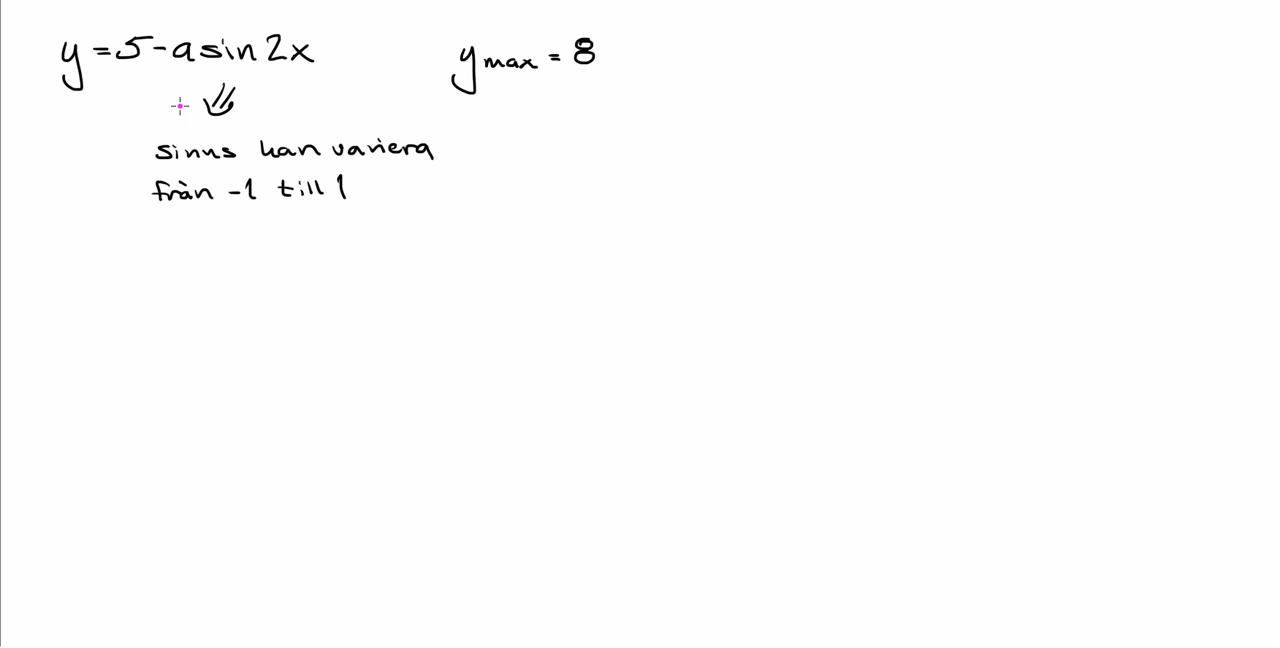 y = 5 - a sin 2x
y max = 8
sinus kan variera
från -1 till 1